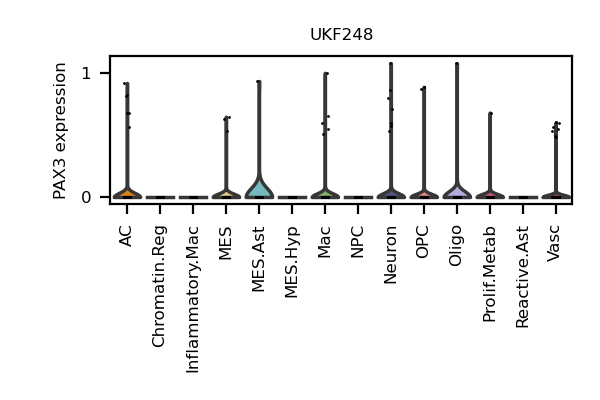 UKF248
PAX3 expression
1
0
AC
Chromatin.Reg
Inflammatory.Mac
MES
MES.Ast
MES.Hyp
Mac
NPC
Neuron
OPC
Oligo
Prolif.Metab
Reactive.Ast
Vasc